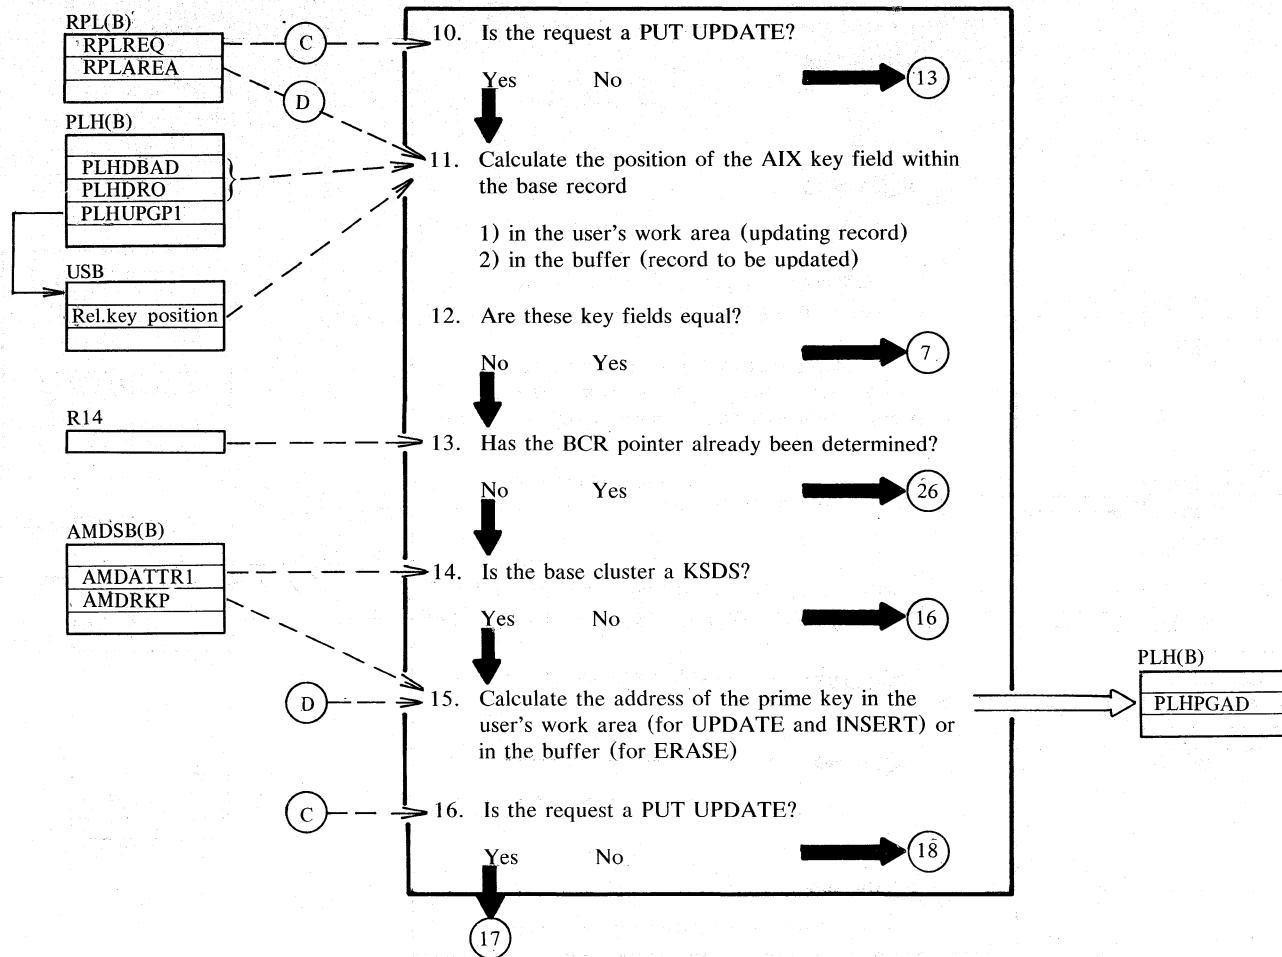 RPL(B)
RPLREQ
RPLAREA
C
D
PLH(B)
PLHDBAD
PLHDRO
PLHUPGP1
USB
Rel.key position
R14
AMDSB(B)
AMDATTR1
AMDRKP
D
C
10. Is the request a PUT UPDATE?
Yes No 13
11. Calculate the position of the AIX key field within
the base record
1) in the user's work area (updating record)
2) in the buffer (record to be updated)
12. Are these key fields equal?
No Yes 7
13. Has the BCR pointer already been determined?
No Yes 26
14. Is the base cluster a KSDS?
Yes No 16
15. Calculate the address of the prime key in the
user's work area (for UPDATE and INSERT) or
in the buffer (for ERASE)
16. Is the request a PUT UPDATE?
Yes No 18
17
PLH(B)
PLHPGAD